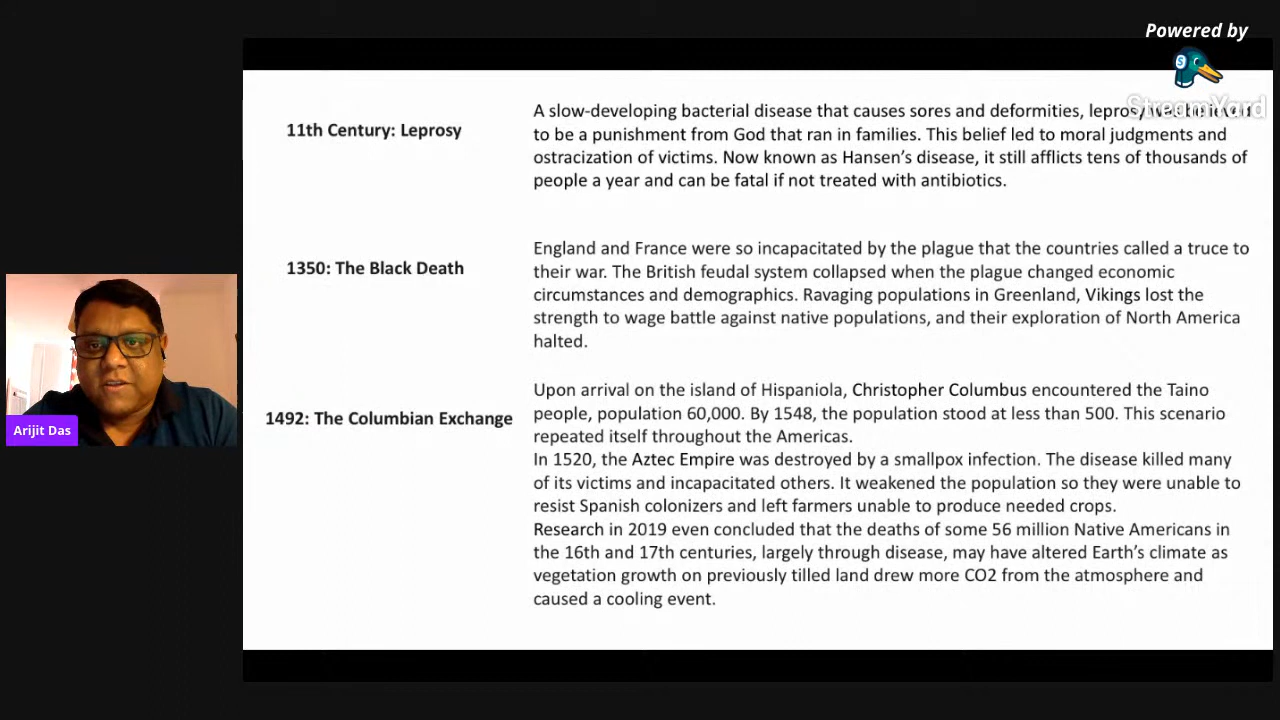 Powered by
S
StreamYard
11th Century: Leprosy
A slow-developing bacterial disease that causes sores and deformities, leprosy was believed
to be a punishment from God that ran in families. This belief led to moral judgments and
ostracization of victims. Now known as Hansen’s disease, it still afflicts tens of thousands of
people a year and can be fatal if not treated with antibiotics.
1350: The Black Death
England and France were so incapacitated by the plague that the countries called a truce to
their war. The British feudal system collapsed when the plague changed economic
circumstances and demographics. Ravaging populations in Greenland, Vikings lost the
strength to wage battle against native populations, and their exploration of North America
halted.
1492: The Columbian Exchange
Upon arrival on the island of Hispaniola, Christopher Columbus encountered the Taino
people, population 60,000. By 1548, the population stood at less than 500. This scenario
repeated itself throughout the Americas.
In 1520, the Aztec Empire was destroyed by a smallpox infection. The disease killed many
of its victims and incapacitated others. It weakened the population so they were unable to
resist Spanish colonizers and left farmers unable to produce needed crops.
Research in 2019 even concluded that the deaths of some 56 million Native Americans in
the 16th and 17th centuries, largely through disease, may have altered Earth’s climate as
vegetation growth on previously tilled land drew more CO2 from the atmosphere and
caused a cooling event.
Arijit Das